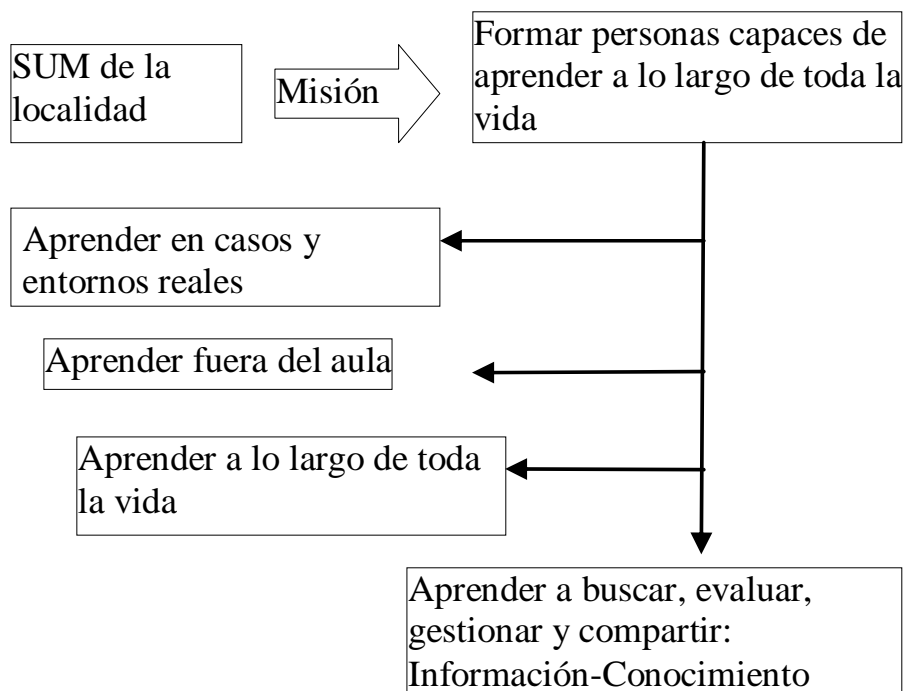 SUM de la
localidad
Misión
Formar personas capaces de
aprender a lo largo de toda la
vida
Aprender en casos y
entornos reales
Aprender fuera del aula
Aprender a lo largo de toda
la vida
Aprender a buscar, evaluar,
gestionar y compartir:
Información-Conocimiento